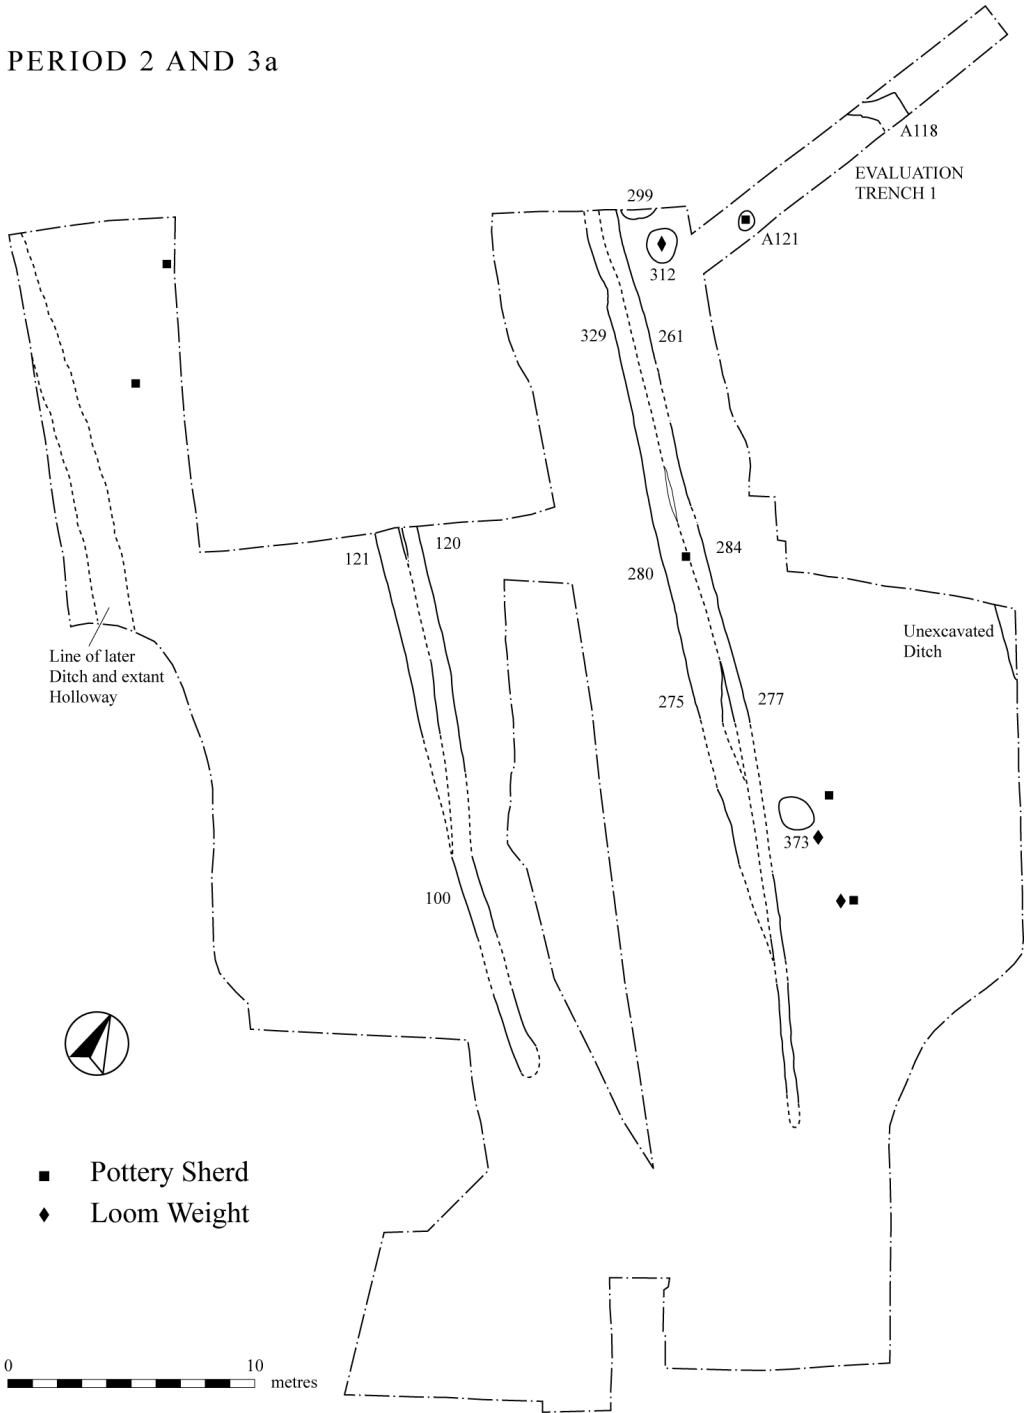 PERIOD 2 AND 3a
A118
EVALUATION
TRENCH 1
299
A121
312
329
261
121
120
284
280
Unexcavated
Ditch
Line of later
Ditch and extant
Holloway
275
277
373
100
Pottery Sherd
Loom Weight
0
10
metres